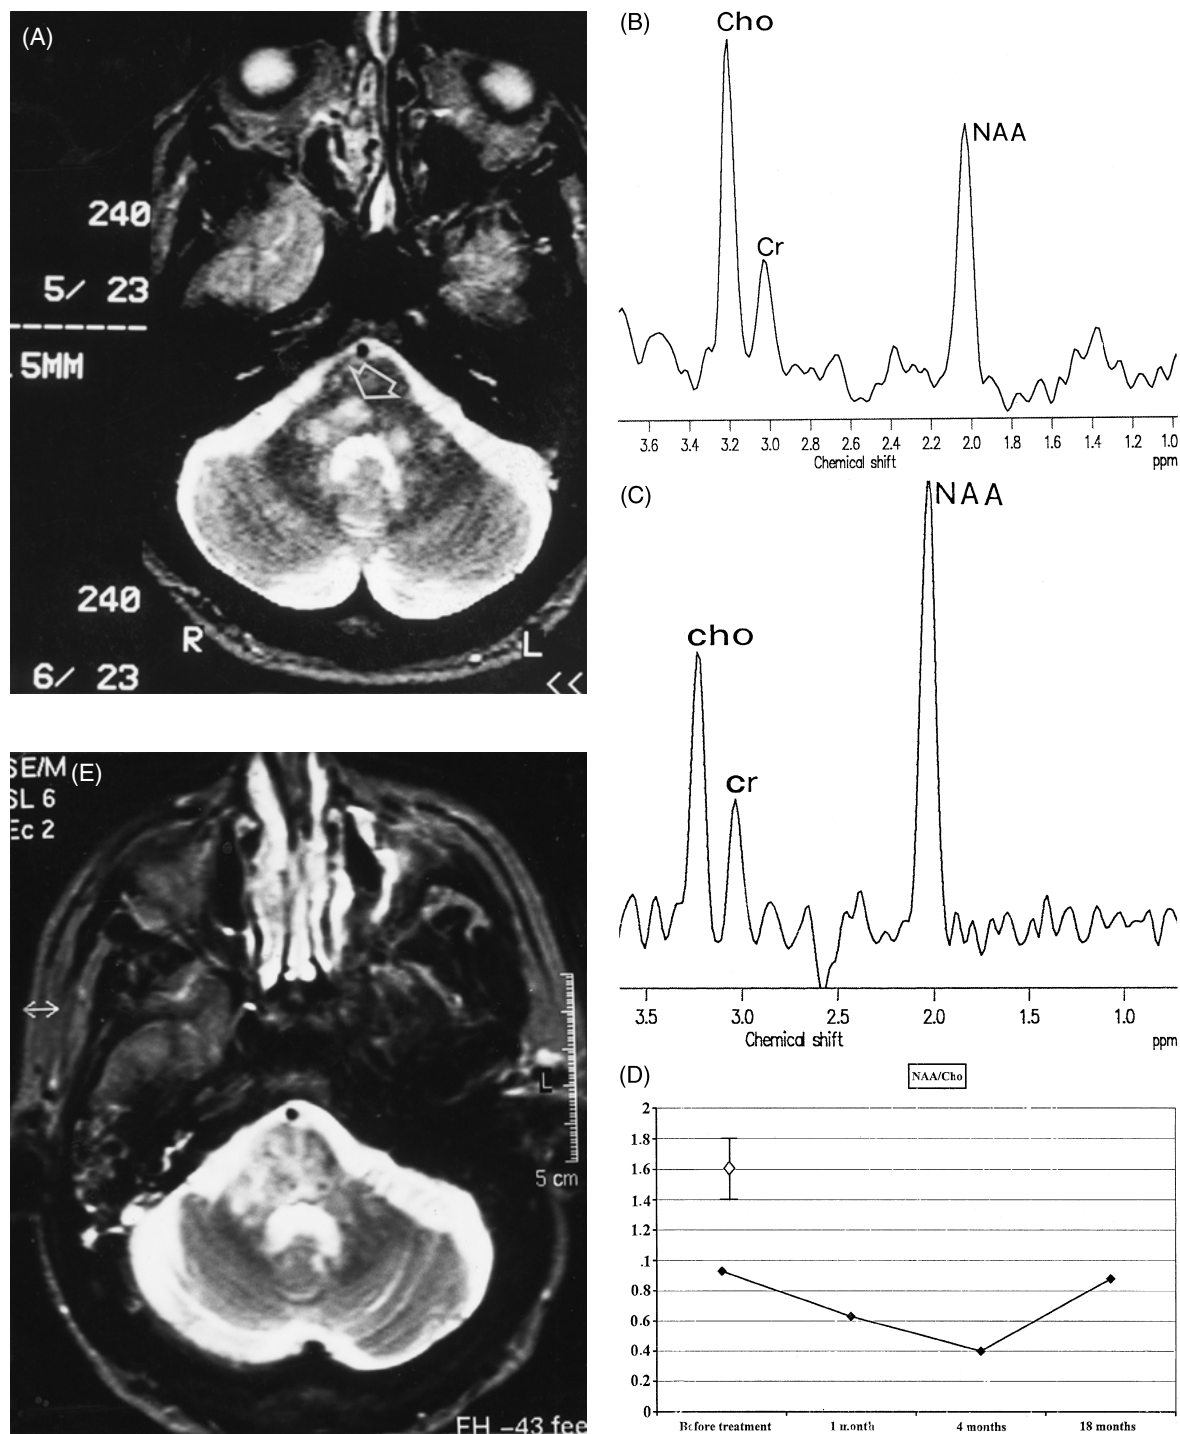 (A)
240
5/ 23
.5MM
240
R
L
6/ 23
<<
(B)
Cho
NAA
Cr
3.6 3.4 3.2 3.0 2.8 2.6 2.4 2.2 2.0 1.8 1.6 1.4 1.2 1.0
Chemical shift
ppm
(C)
NAA
cho
cr
3.5 3.0 2.5 2.0 1.5 1.0
Chemical shift
ppm
(D)
NAA/Cho
2
1.8
1.6
1.4
1.2
.1
0.8
0.6
0.4
0.2
0
Before treatment 1 month 4 months 18 months
SE/M
(E)
SL 6
Ec 2
L
5 cm
FH -43 fee